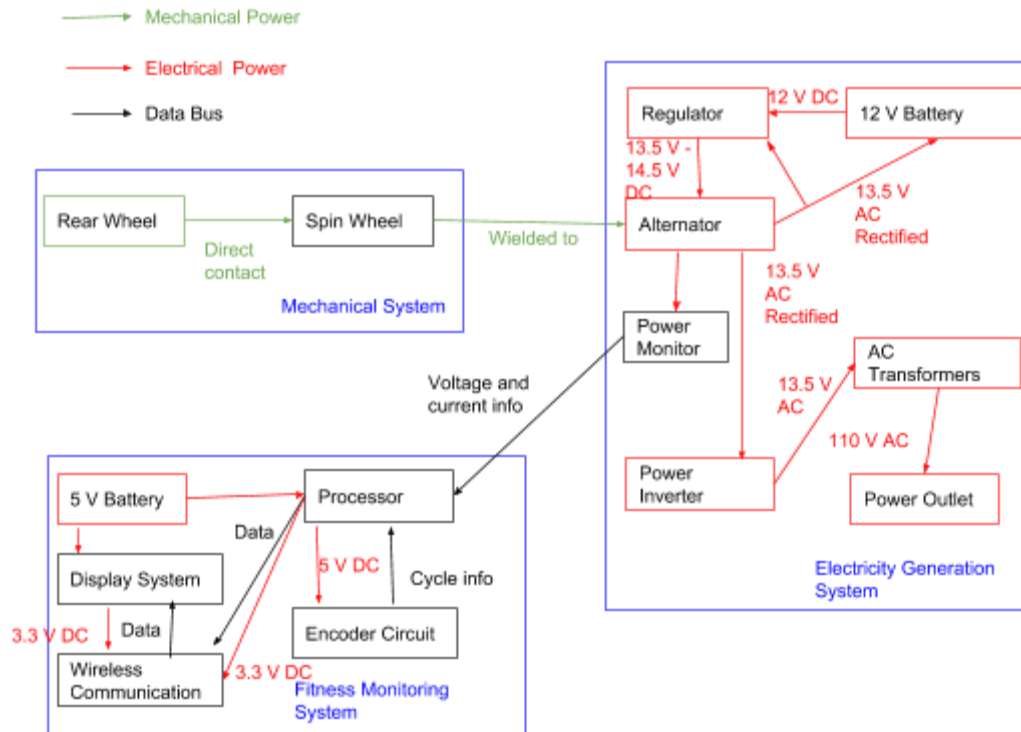 Mechanical Power
Electrical Power
Data Bus
Rear Wheel
Spin Wheel
Direct
contact
Wielded to
Mechanical System
Regulator
12 V DC
12 V Battery
13.5 V -
14.5 V
DC
Alternator
13.5 V
AC
Rectified
13.5 V
AC
Rectified
Power
Monitor
AC
Transformers
13.5 V
AC
110 V AC
Power
Inverter
Power Outlet
Electricity Generation
System
Voltage and
current info
5 V Battery
Processor
Data
Display System
5 V DC
Cycle info
3.3 V DC
Data
Encoder Circuit
Wireless
Communication
3.3 V DC
Fitness Monitoring
System